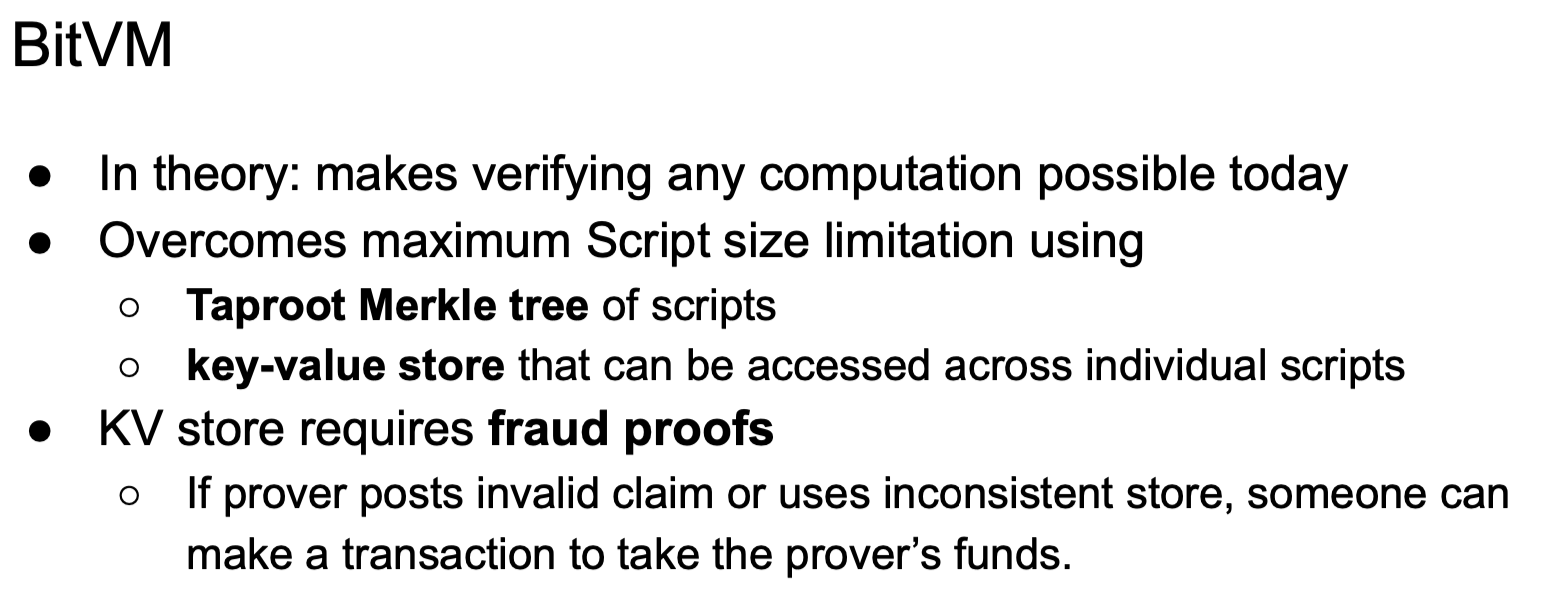 BitVM
● In theory: makes verifying any computation possible today
● Overcomes maximum Script size limitation using
○ Taproot Merkle tree of scripts
○ key-value store that can be accessed across individual scripts
● KV store requires fraud proofs
○ If prover posts invalid claim or uses inconsistent store, someone can
make a transaction to take the prover’s funds.